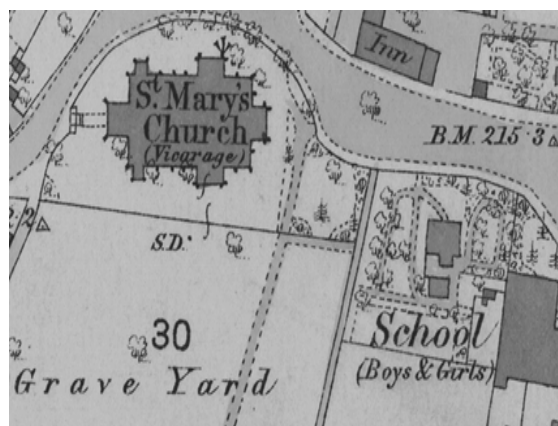 Inn
St. Mary's
Church
(Vicarage)
B.M. 215·3
S.D.
30
School
(Boys & Girls)
Grave Yard